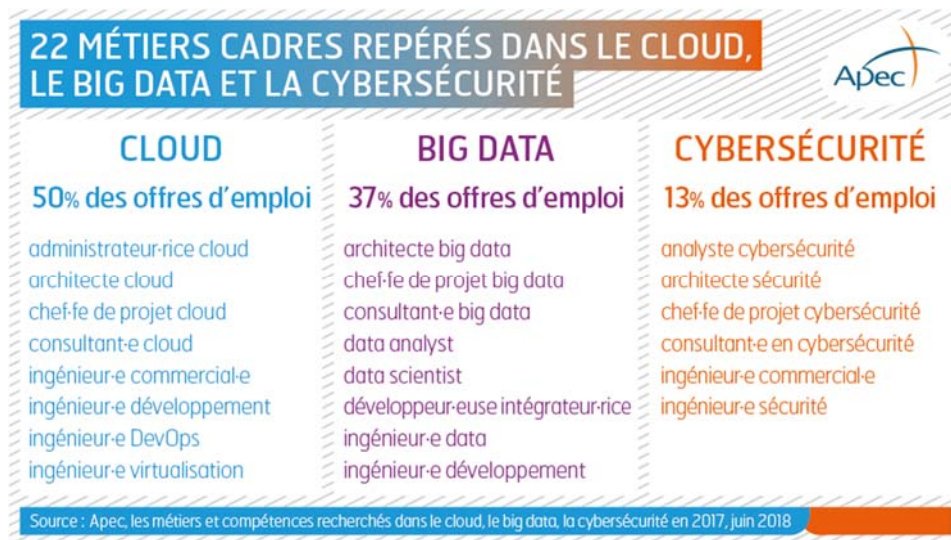 22 MÉTIERS CADRES REPÉRÉS DANS LE CLOUD,
LE BIG DATA ET LA CYBERSÉCURITÉ
Apec
CLOUD
50% des offres d'emploi
administrateur·rice cloud
architecte cloud
chef·fe de projet cloud
consultant·e cloud
ingénieur·e commercial·e
ingénieur·e développement
ingénieur·e DevOps
ingénieur·e virtualisation
BIG DATA
37% des offres d'emploi
architecte big data
chef·fe de projet big data
consultant·e big data
data analyst
data scientist
développeur·euse intégrateur·rice
ingénieur·e data
ingénieur·e développement
CYBERSÉCURITÉ
13% des offres d'emploi
analyste cybersécurité
architecte sécurité
chef·fe de projet cybersécurité
consultant·e en cybersécurité
ingénieur·e commercial·e
ingénieur·e sécurité
Source : Apec, les métiers et compétences recherchés dans le cloud, le big data, la cybersécurité en 2017, juin 2018